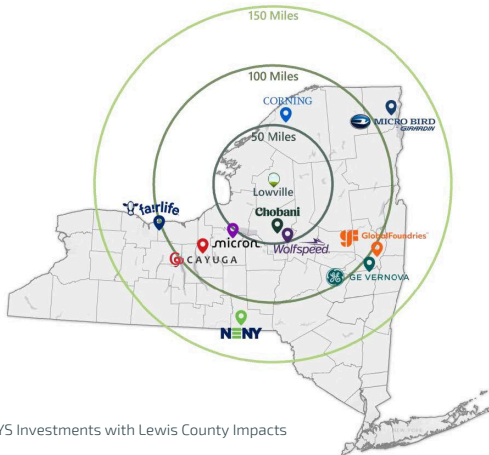 150 Miles
100 Miles
CORNING
MICRO BIRD
GIRARDIN
50 Miles
Lowville
fairlife
Chobani
micron
Wolfspeed
GF GlobalFoundries
CAYUGA
GE VERNOVA
NENY
YS Investments with Lewis County Impacts